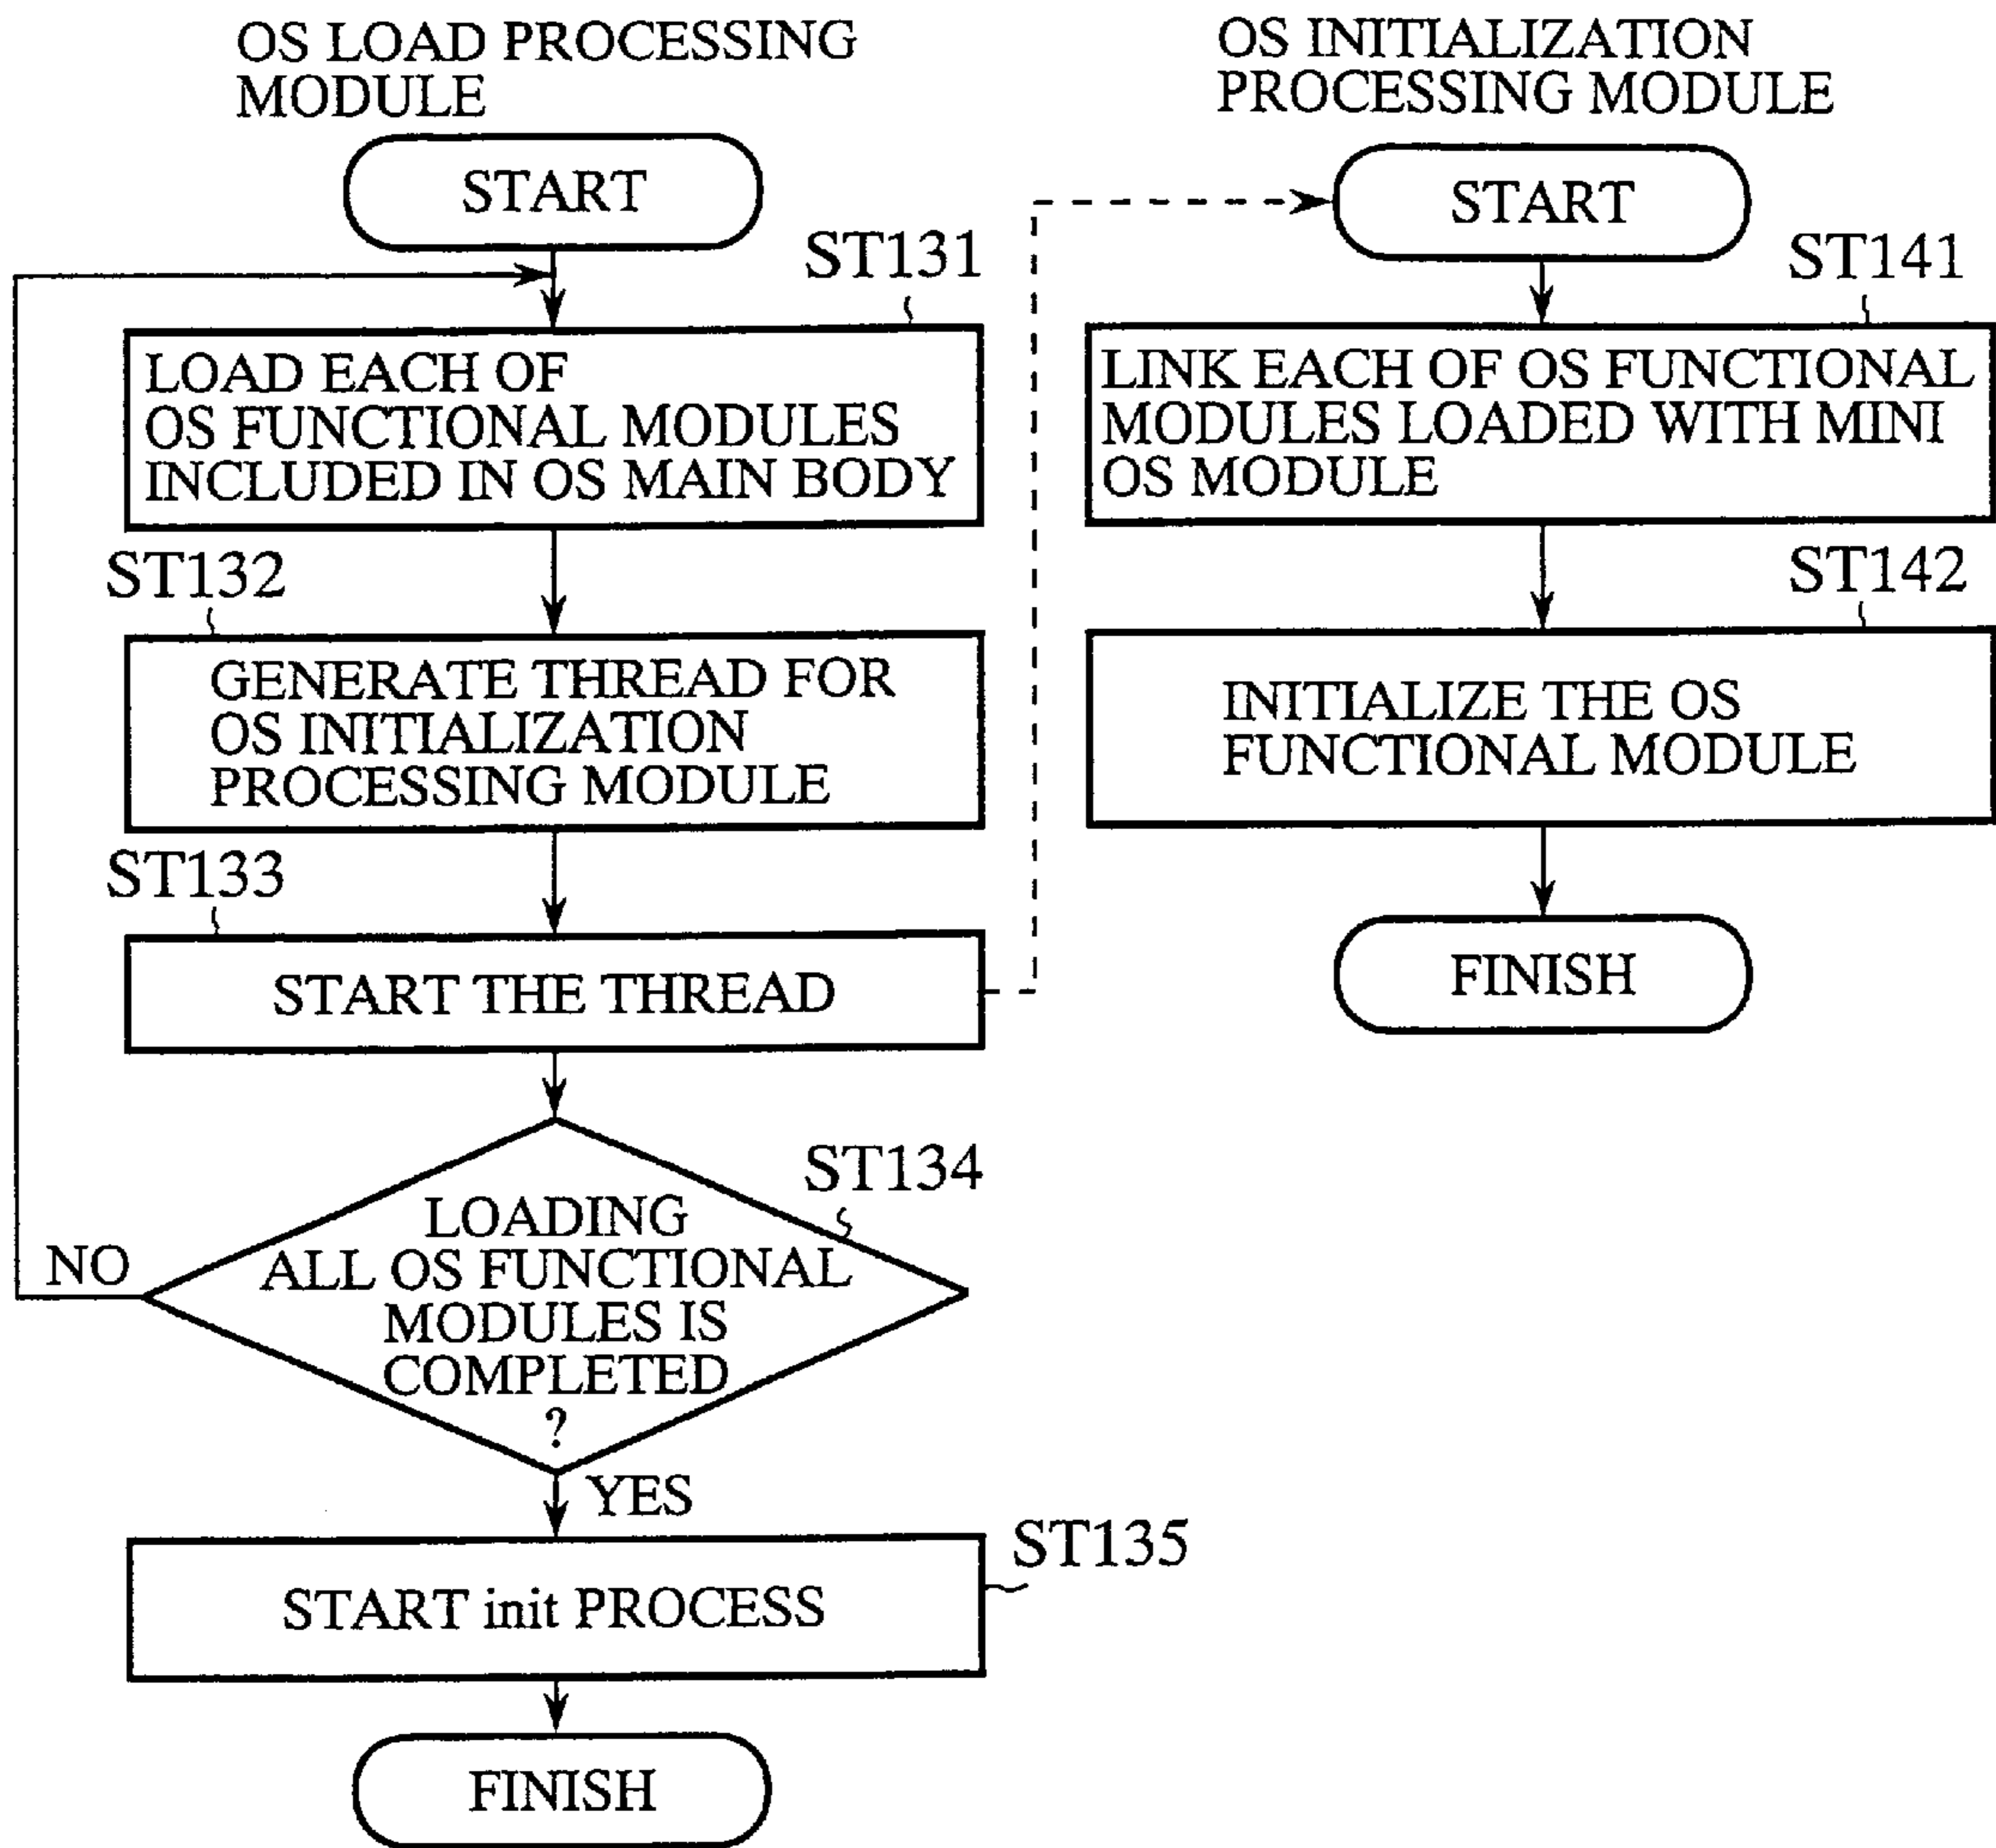 OS LOAD PROCESSING
MODULE
START
ST131
LOAD EACH OF
OS FUNCTIONAL MODULES
INCLUDED IN OS MAIN BODY
ST132
GENERATE THREAD FOR
OS INITIALIZATION
PROCESSING MODULE
ST133
START THE THREAD
ST134
LOADING
ALL OS FUNCTIONAL
MODULES IS
COMPLETED
?
NO
YES
ST135
START init PROCESS
FINISH
OS INITIALIZATION
PROCESSING MODULE
START
ST141
LINK EACH OF OS FUNCTIONAL
MODULES LOADED WITH MINI
OS MODULE
ST142
INITIALIZE THE OS
FUNCTIONAL MODULE
FINISH